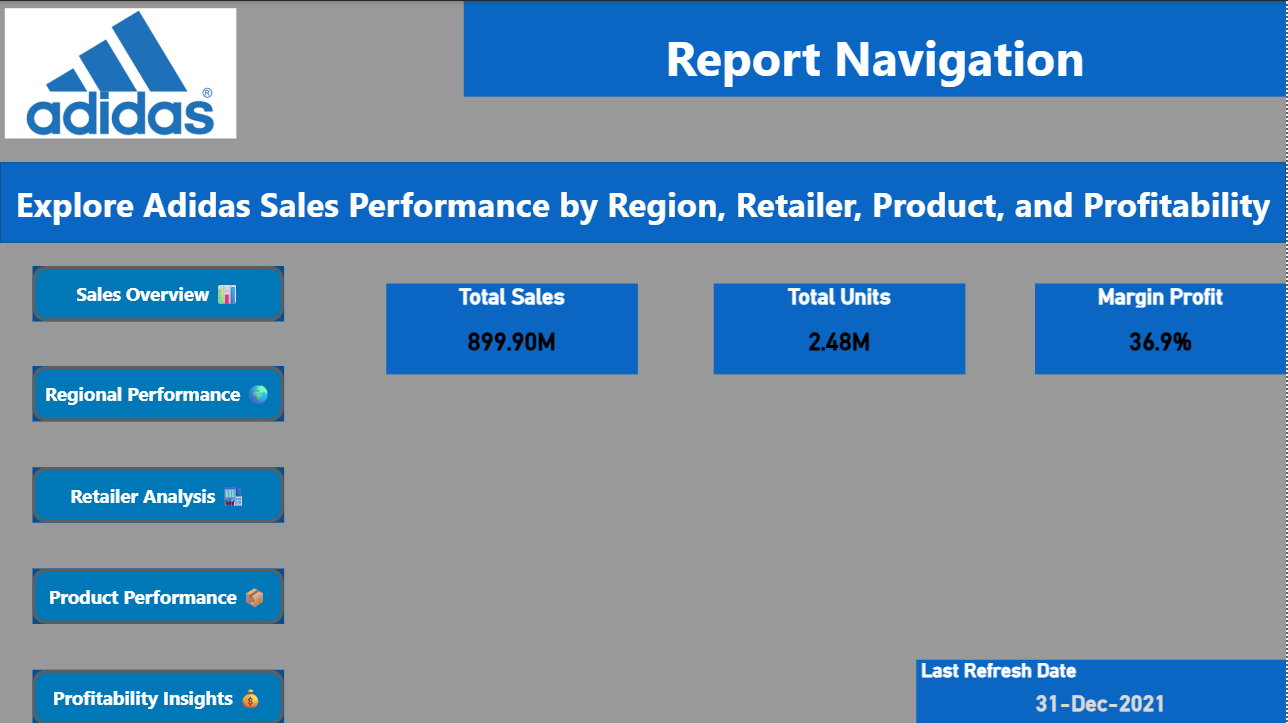 adidas®
Report Navigation
Explore Adidas Sales Performance by Region, Retailer, Product, and Profitability
Sales Overview 📊
Total Sales
899.90M
Total Units
2.48M
Margin Profit
36.9%
Regional Performance 🌍
Retailer Analysis 🏬
Product Performance 📦
Profitability Insights 💰
Last Refresh Date
31-Dec-2021